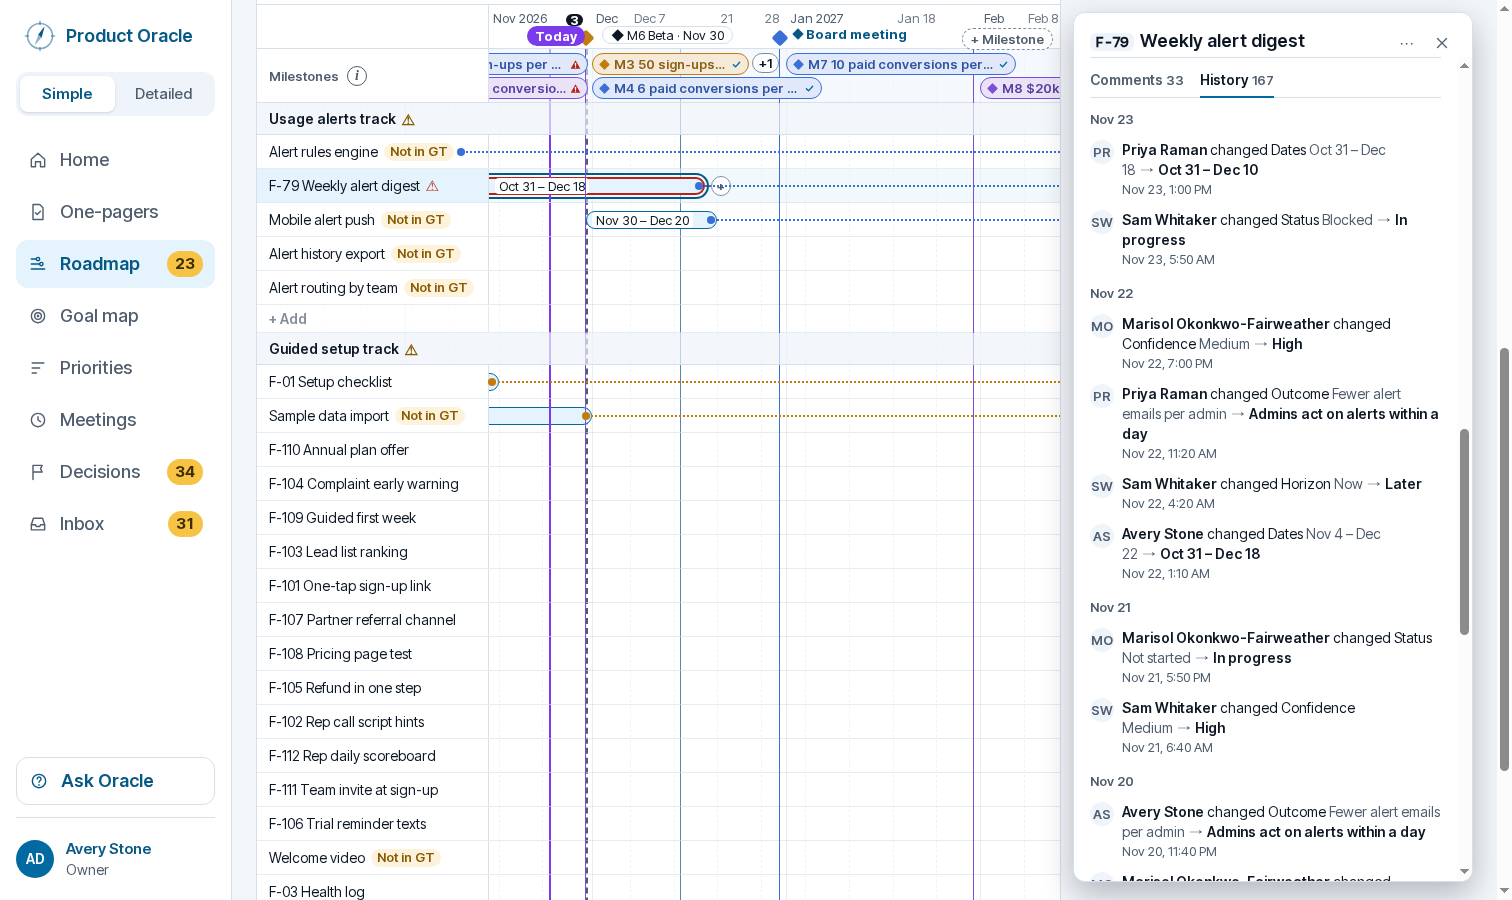 Product Oracle
Simple
Detailed
Home
One-pagers
Roadmap 23
Goal map
Priorities
Meetings
Decisions 34
Inbox 31
Ask Oracle
AD
Avery Stone
Owner
Nov 2026
3
Dec
Dec 7
21
28
Jan 2027
Jan 18
Feb
Feb 8
Today
M6 Beta · Nov 30
Board meeting
+ Milestone
Milestones i
n-ups per ...
M3 50 sign-ups...
+1
M7 10 paid conversions per...
conversio...
M4 6 paid conversions per ...
M8 $20k
Usage alerts track
Alert rules engine Not in GT
F-79 Weekly alert digest
Oct 31 – Dec 18
+
Mobile alert push Not in GT
Nov 30 – Dec 20
Alert history export Not in GT
Alert routing by team Not in GT
+ Add
Guided setup track
F-01 Setup checklist
Sample data import Not in GT
F-110 Annual plan offer
F-104 Complaint early warning
F-109 Guided first week
F-103 Lead list ranking
F-101 One-tap sign-up link
F-107 Partner referral channel
F-108 Pricing page test
F-105 Refund in one step
F-102 Rep call script hints
F-112 Rep daily scoreboard
F-111 Team invite at sign-up
F-106 Trial reminder texts
Welcome video Not in GT
F-03 Health log
F-79 Weekly alert digest
Comments 33
History 167
Nov 23
PR
Priya Raman changed Dates Oct 31 – Dec
18 → Oct 31 – Dec 10
Nov 23, 1:00 PM
SW
Sam Whitaker changed Status Blocked → In
progress
Nov 23, 5:50 AM
Nov 22
MO
Marisol Okonkwo-Fairweather changed
Confidence Medium → High
Nov 22, 7:00 PM
PR
Priya Raman changed Outcome Fewer alert
emails per admin → Admins act on alerts within a
day
Nov 22, 11:20 AM
SW
Sam Whitaker changed Horizon Now → Later
Nov 22, 4:20 AM
AS
Avery Stone changed Dates Nov 4 – Dec
22 → Oct 31 – Dec 18
Nov 22, 1:10 AM
Nov 21
MO
Marisol Okonkwo-Fairweather changed Status
Not started → In progress
Nov 21, 5:50 PM
SW
Sam Whitaker changed Confidence
Medium → High
Nov 21, 6:40 AM
Nov 20
AS
Avery Stone changed Outcome Fewer alert emails
per admin → Admins act on alerts within a day
Nov 20, 11:40 PM
Marisol Okonkwo-Fairweather changed